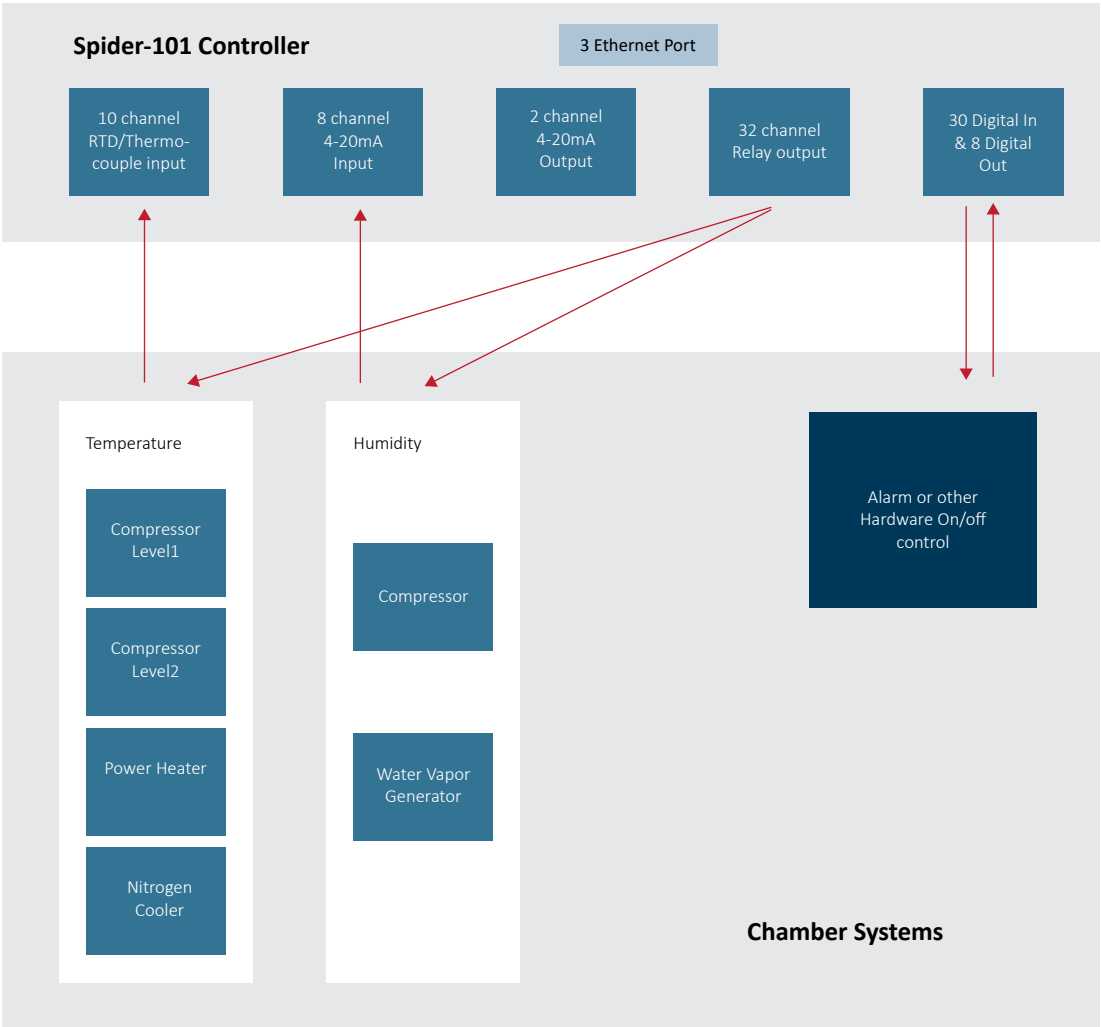 Spider-101 Controller
3 Ethernet Port
10 channel
RTD/Thermo-
couple input
8 channel
4-20mA
Input
2 channel
4-20mA
Output
32 channel
Relay output
30 Digital In
& 8 Digital
Out
Temperature
Compressor
Level1
Compressor
Level2
Power Heater
Nitrogen
Cooler
Humidity
Compressor
Water Vapor
Generator
Alarm or other
Hardware On/off
control
Chamber Systems